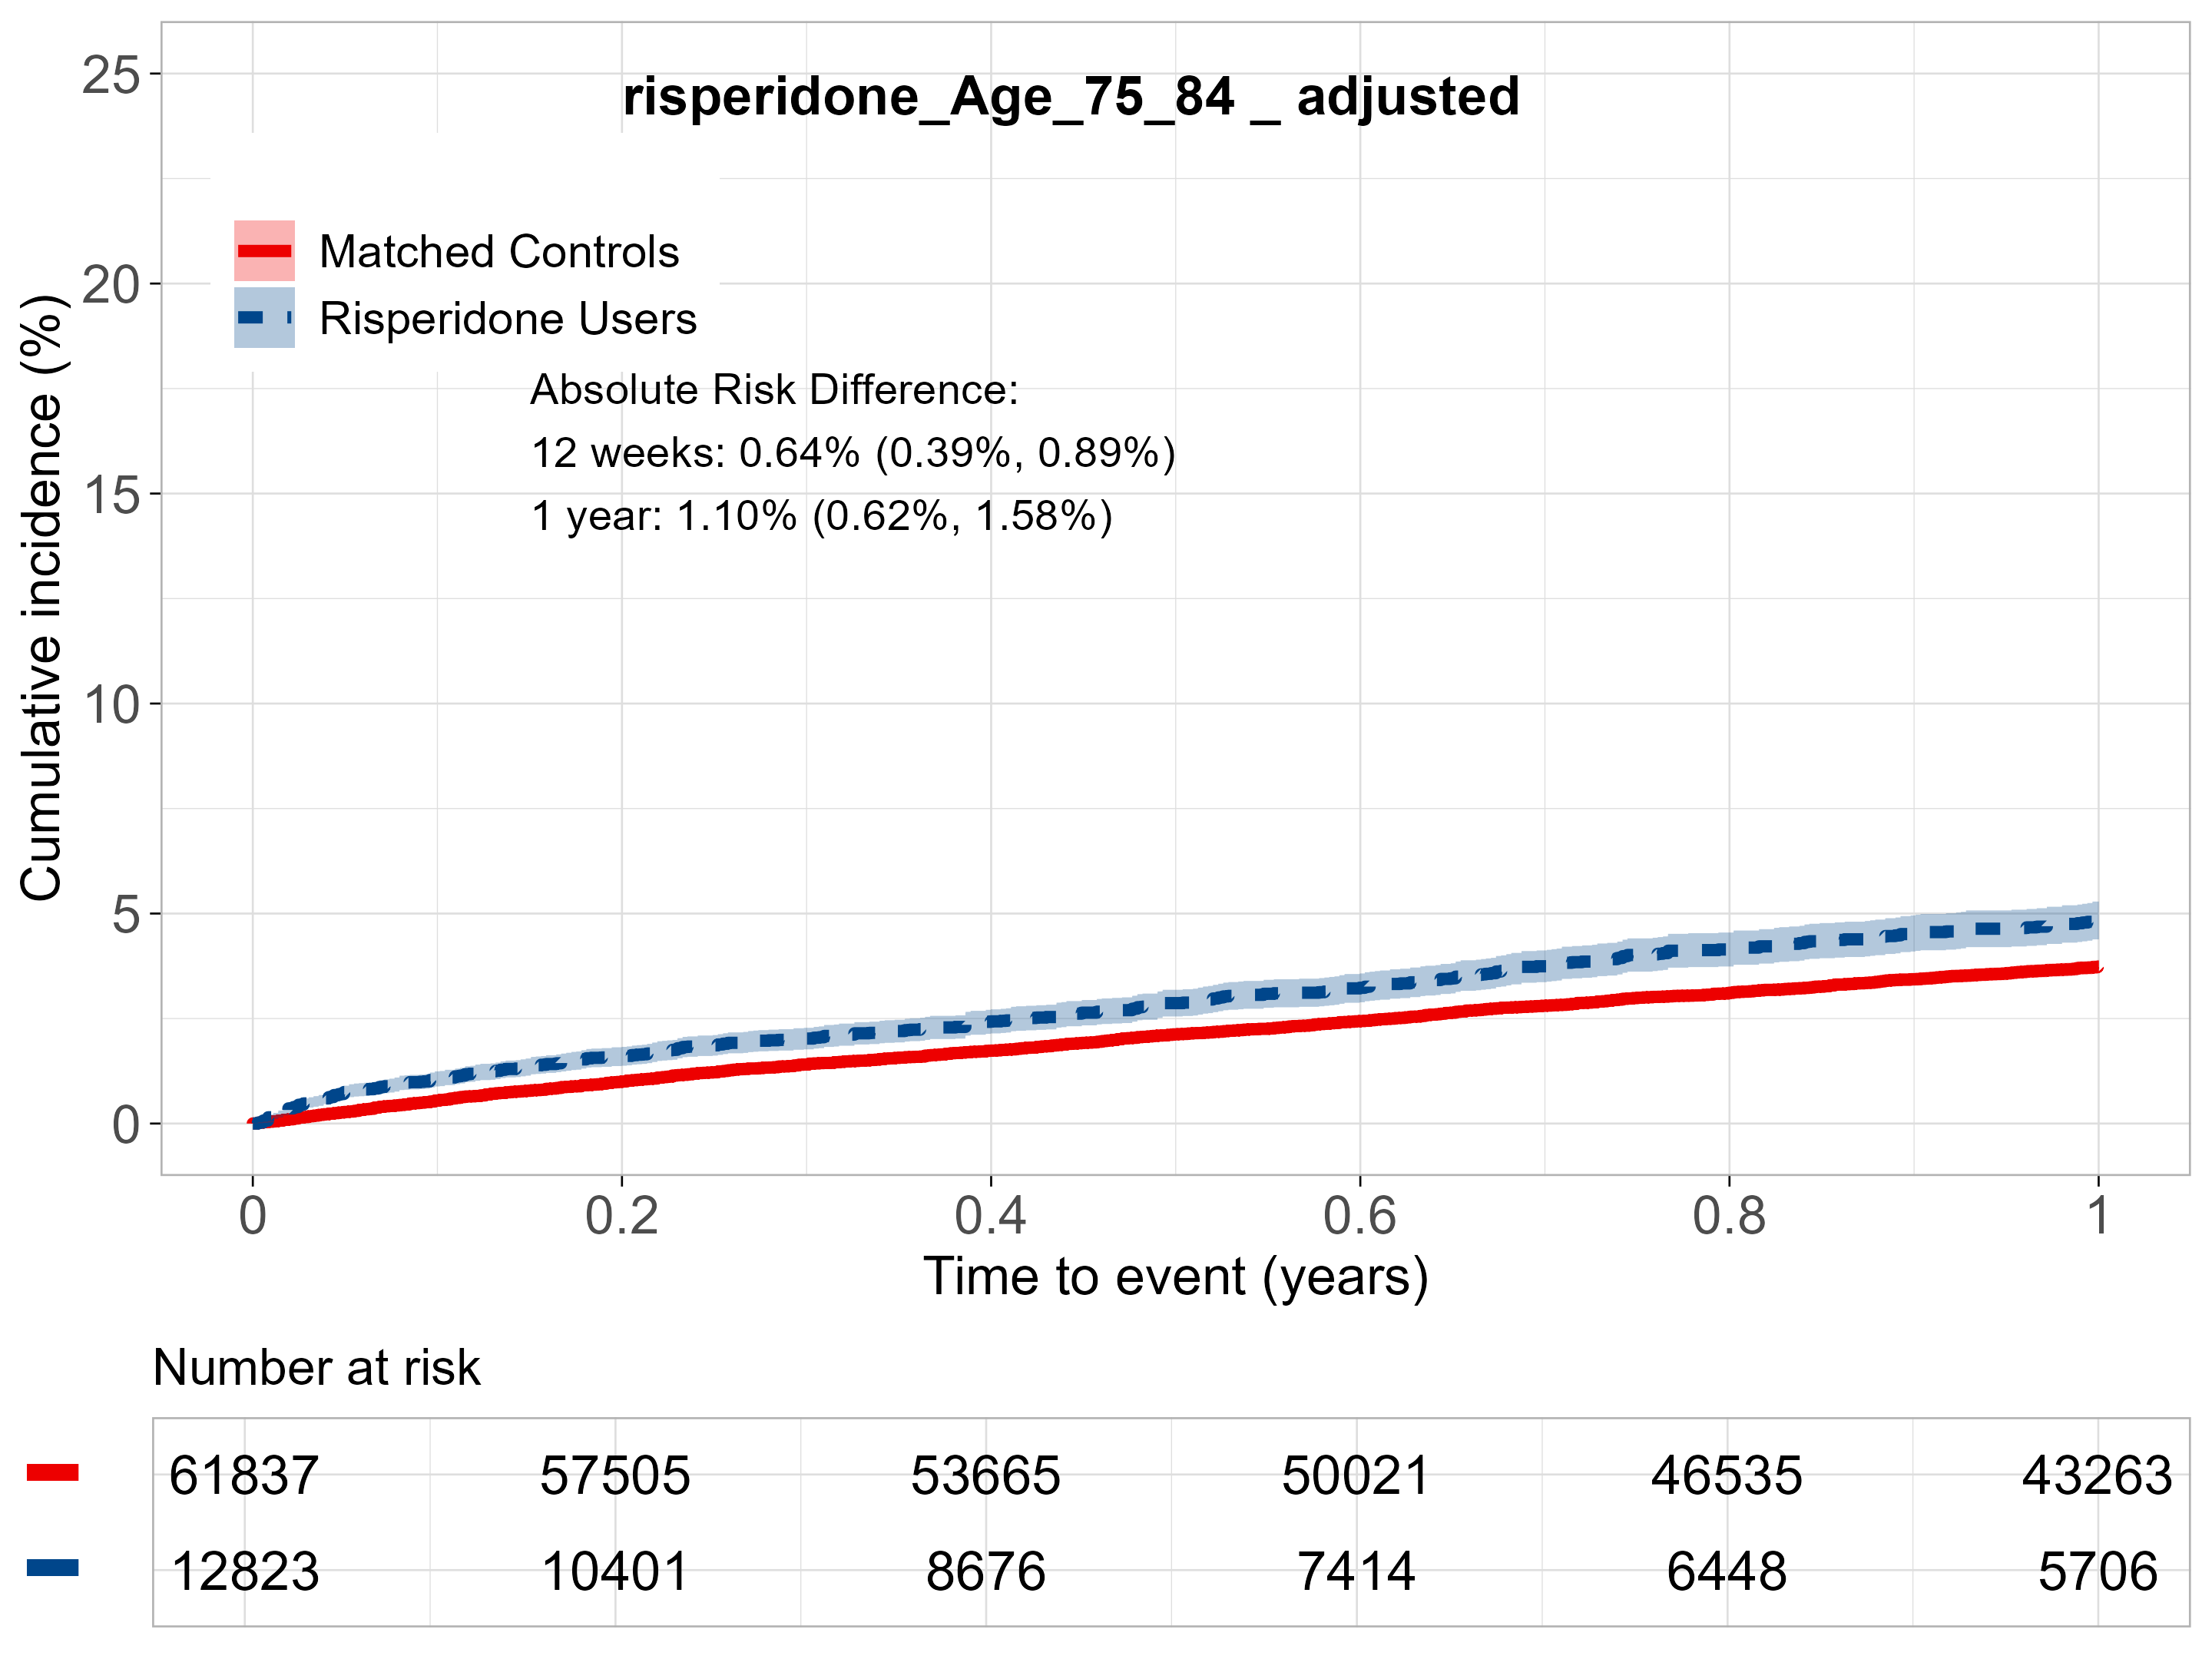 risperidone_Age_75_84 _ adjusted
Matched Controls
Risperidone Users
Absolute Risk Difference:
12 weeks: 0.64% (0.39%, 0.89%)
1 year: 1.10% (0.62%, 1.58%)
Cumulative incidence (%)
25
20
15
10
5
0
0 0.2 0.4 0.6 0.8 1
Time to event (years)
Number at risk
61837 57505 53665 50021 46535 43263
12823 10401 8676 7414 6448 5706